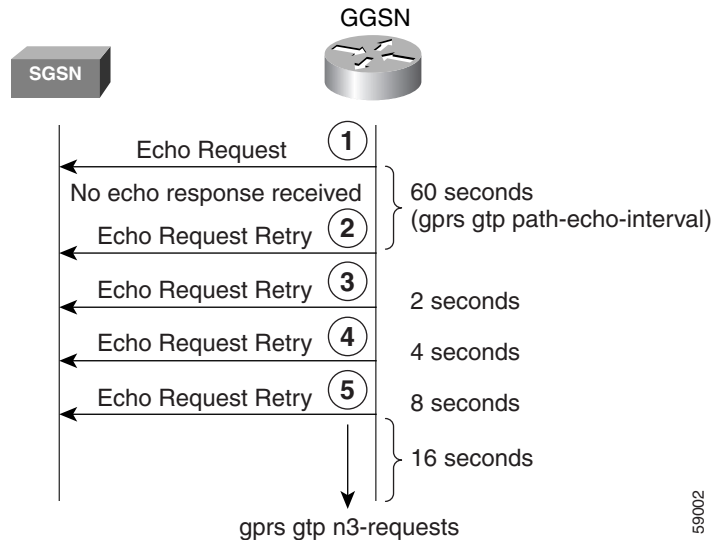 GGSN
SGSN
1
Echo Request
No echo response received
60 seconds
(gprs gtp path-echo-interval)
2
Echo Request Retry
3
Echo Request Retry
2 seconds
4
Echo Request Retry
4 seconds
5
Echo Request Retry
8 seconds
16 seconds
gprs gtp n3-requests
59002